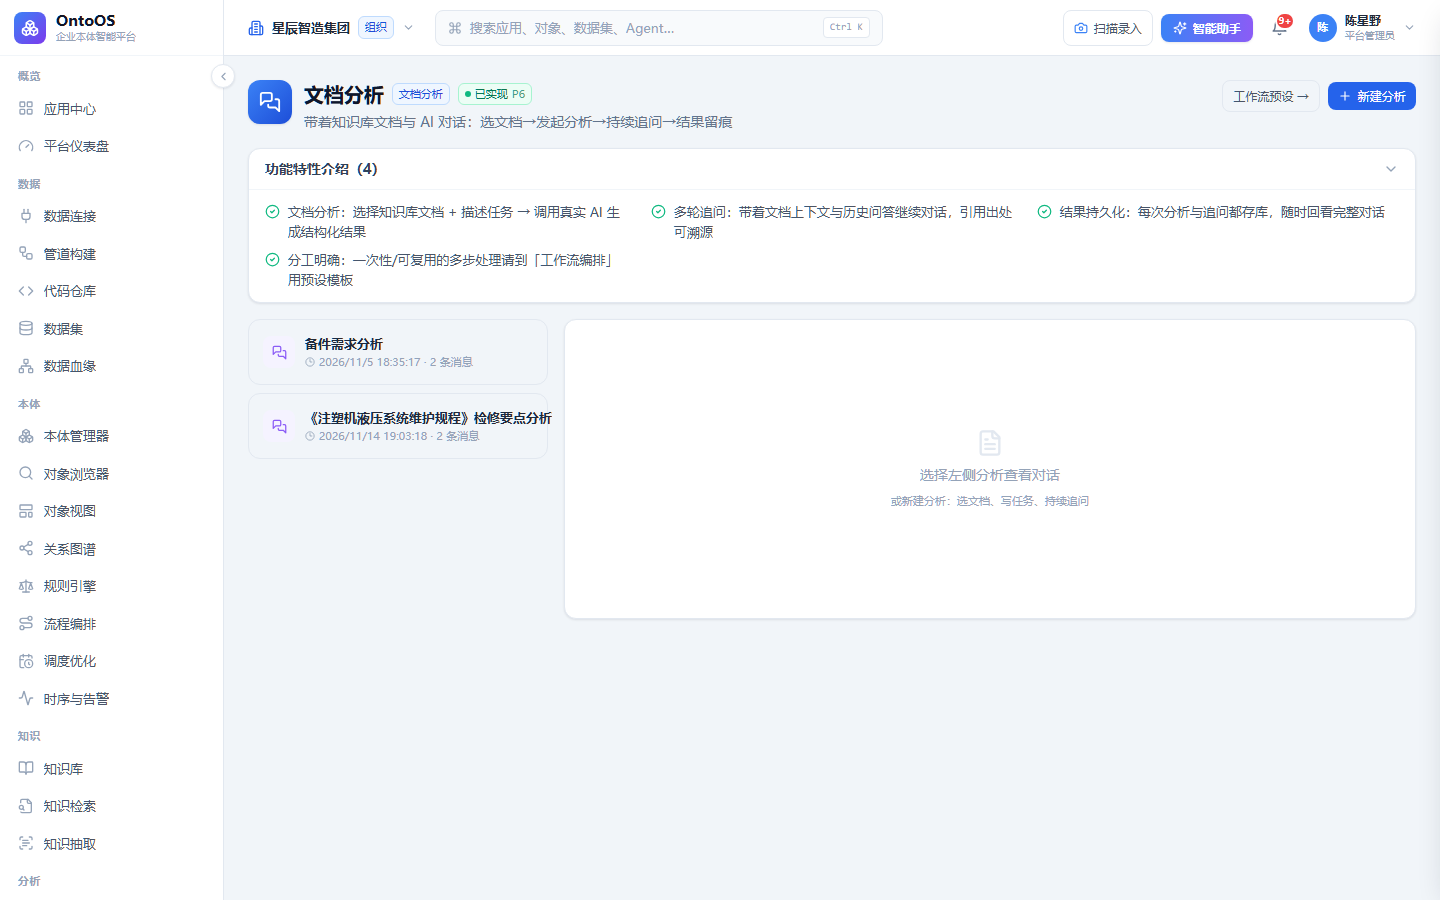 OntoOS
企业本体智能平台
星辰智造集团
组织
搜索应用、对象、数据集、Agent...
Ctrl K
扫描录入
智能助手
9+
陈
陈星野
平台管理员
概览
应用中心
平台仪表盘
数据
数据连接
管道构建
代码仓库
数据集
数据血缘
本体
本体管理器
对象浏览器
对象视图
关系图谱
规则引擎
流程编排
调度优化
时序与告警
知识
知识库
知识检索
知识抽取
分析
文档分析
文档分析
已实现 P6
带着知识库文档与 AI 对话：选文档→发起分析→持续追问→结果留痕
工作流预设 →
新建分析
功能特性介绍（4）
文档分析：选择知识库文档 + 描述任务 → 调用真实 AI 生
成结构化结果
多轮追问：带着文档上下文与历史问答继续对话，引用出处
可溯源
结果持久化：每次分析与追问都存库，随时回看完整对话
分工明确：一次性/可复用的多步处理请到「工作流编排」
用预设模板
备件需求分析
2026/11/5 18:35:17 · 2 条消息
《注塑机液压系统维护规程》检修要点分析
2026/11/14 19:03:18 · 2 条消息
选择左侧分析查看对话
或新建分析：选文档、写任务、持续追问